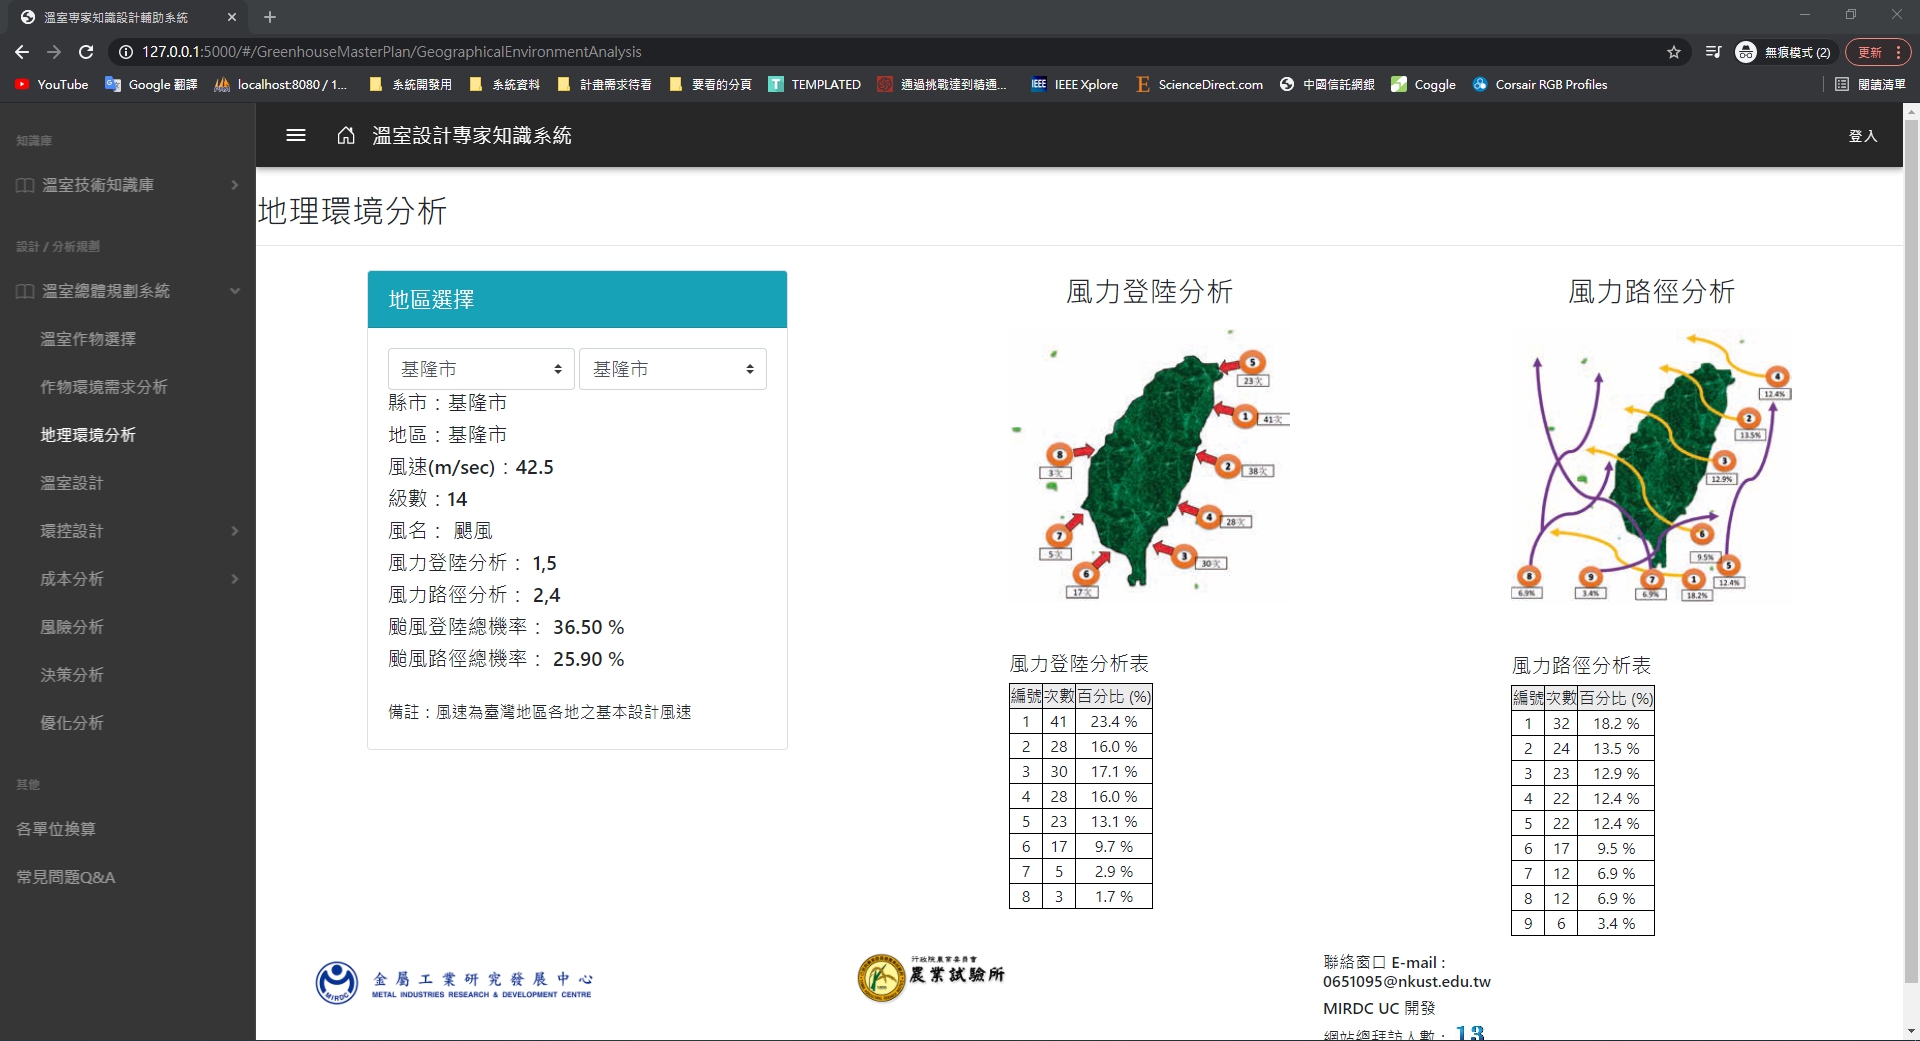 溫室專家知識設計輔助系統
127.0.0.1:5000/#/GreenhouseMasterPlan/GeographicalEnvironmentAnalysis
無痕模式 (2)
更新
YouTube
Google 翻譯
localhost:8080 / 1...
系統開發用
系統資料
計畫需求待看
要看的分頁
TEMPLATED
通過挑戰達到精通...
IEEE Xplore
ScienceDirect.com
中國信託網銀
Coggle
Corsair RGB Profiles
閱讀清單
知識庫
溫室技術知識庫
設計 / 分析規劃
溫室總體規劃系統
溫室作物選擇
作物環境需求分析
地理環境分析
溫室設計
環控設計
成本分析
風險分析
決策分析
優化分析
其他
各單位換算
常見問題Q&A
溫室設計專家知識系統
登入
地理環境分析
地區選擇
基隆市
基隆市
縣市：基隆市
地區：基隆市
風速(m/sec)：42.5
級數：14
風名： 颶風
風力登陸分析： 1,5
風力路徑分析： 2,4
颱風登陸總機率： 36.50 %
颱風路徑總機率： 25.90 %
備註：風速為臺灣地區各地之基本設計風速
風力登陸分析
5
23次
1
41次
8
3次
2
38次
4
28次
7
5次
3
30次
6
17次
風力登陸分析表
編號 次數 百分比 (%)
1 41 23.4 %
2 28 16.0 %
3 30 17.1 %
4 28 16.0 %
5 23 13.1 %
6 17 9.7 %
7 5 2.9 %
8 3 1.7 %
風力路徑分析
4
12.4%
2
13.5%
3
12.9%
6
9.5%
5
12.4%
8
6.9%
9
3.4%
7
6.9%
1
18.2%
風力路徑分析表
編號 次數 百分比 (%)
1 32 18.2 %
2 24 13.5 %
3 23 12.9 %
4 22 12.4 %
5 22 12.4 %
6 17 9.5 %
7 12 6.9 %
8 12 6.9 %
9 6 3.4 %
MIRDC
金屬工業研究發展中心
METAL INDUSTRIES RESEARCH & DEVELOPMENT CENTRE
行政院農業委員會
農業試驗所
聯絡窗口 E-mail :
0651095@nkust.edu.tw
MIRDC UC 開發
網站總拜訪人數： 13